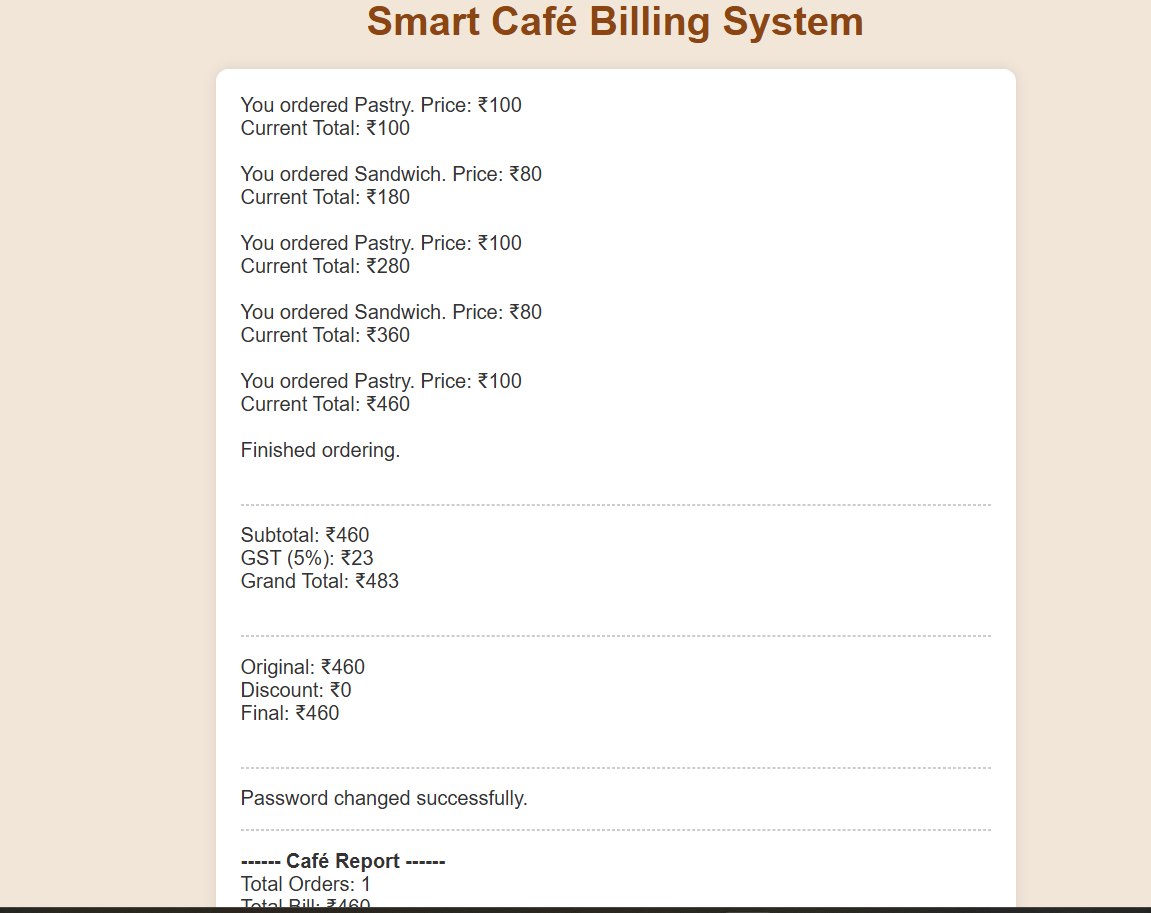 Smart Café Billing System
You ordered Pastry. Price: ₹100
Current Total: ₹100
You ordered Sandwich. Price: ₹80
Current Total: ₹180
You ordered Pastry. Price: ₹100
Current Total: ₹280
You ordered Sandwich. Price: ₹80
Current Total: ₹360
You ordered Pastry. Price: ₹100
Current Total: ₹460
Finished ordering.
Subtotal: ₹460
GST (5%): ₹23
Grand Total: ₹483
Original: ₹460
Discount: ₹0
Final: ₹460
Password changed successfully.
------ Café Report ------
Total Orders: 1
Total Bill: ₹460